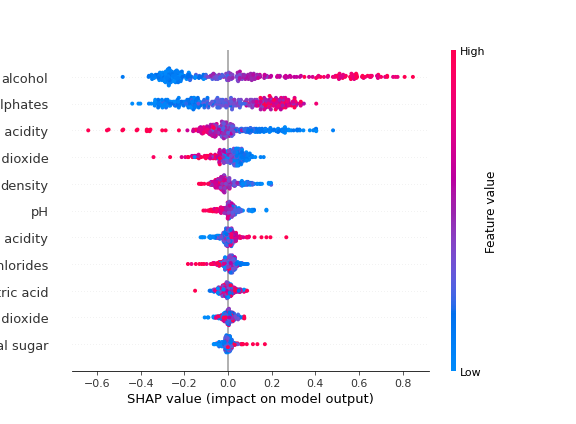 High
alcohol
lphates
acidity
dioxide
density
pH
acidity
hlorides
tric acid
dioxide
al sugar
Feature value
Low
−0.6 −0.4 −0.2 0.0 0.2 0.4 0.6 0.8
SHAP value (impact on model output)